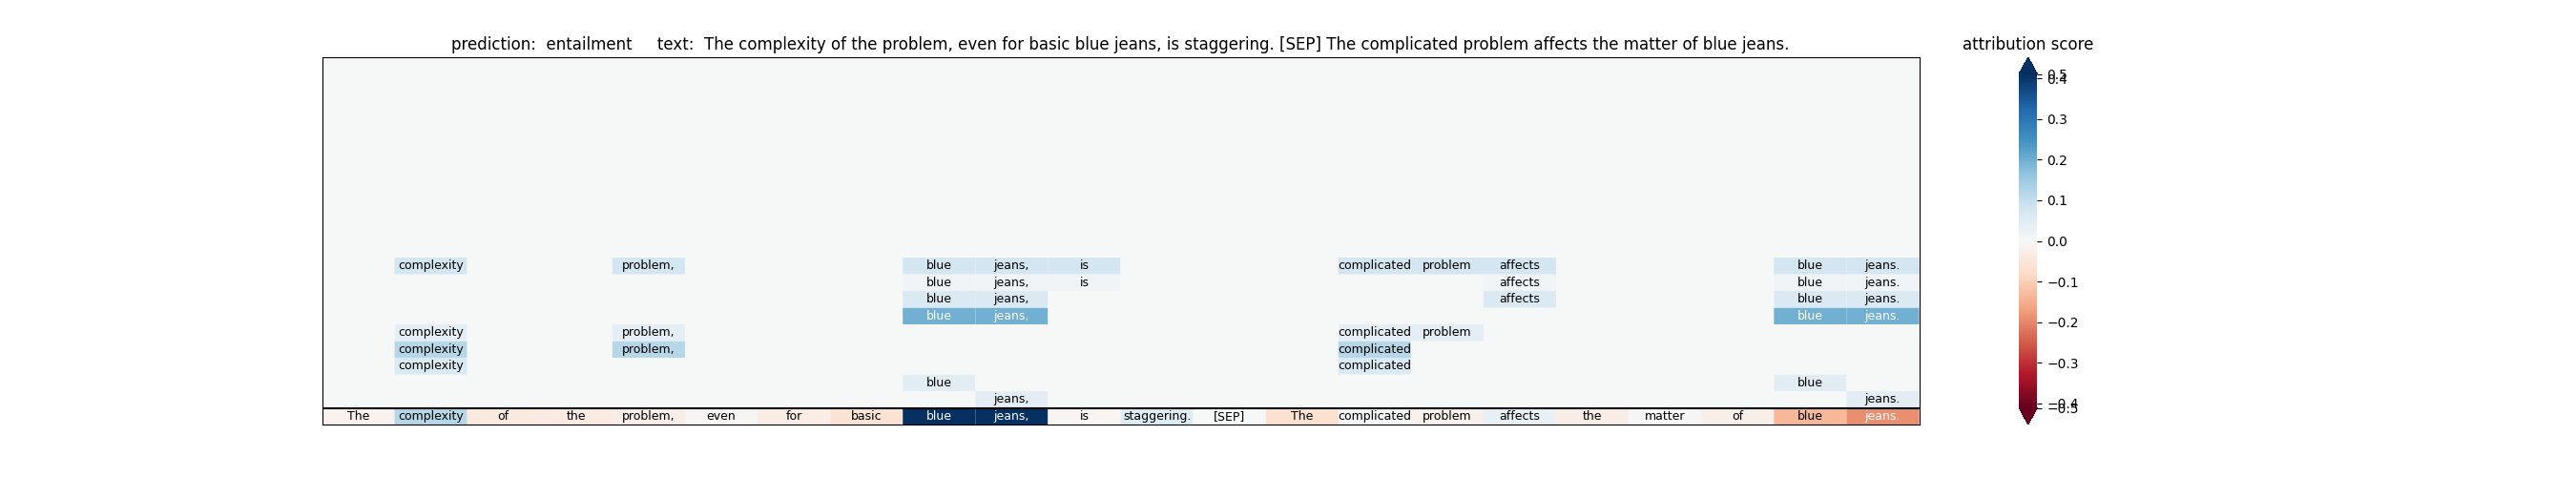 prediction: entailment text: The complexity of the problem, even for basic blue jeans, is staggering. [SEP] The complicated problem affects the matter of blue jeans.
attribution score
0.5
0.4
0.3
0.2
0.1
0.0
−0.1
−0.2
−0.3
−0.4
−0.5
complexity problem, blue jeans, is complicated problem affects blue jeans.
blue jeans, is affects blue jeans.
blue jeans, affects blue jeans.
blue jeans, blue jeans.
complexity problem, complicated problem
complexity problem, complicated
complexity complicated
blue blue
jeans, jeans.
The complexity of the problem, even for basic blue jeans, is staggering. [SEP] The complicated problem affects the matter of blue jeans.